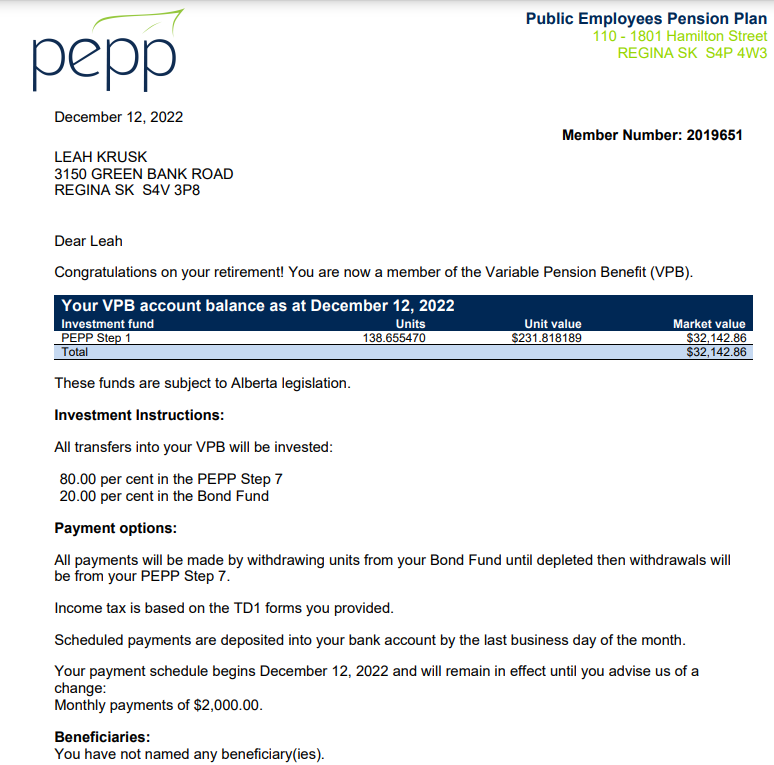 pepp
Public Employees Pension Plan
110 - 1801 Hamilton Street
REGINA SK S4P 4W3
December 12, 2022
Member Number: 2019651
LEAH KRUSK
3150 GREEN BANK ROAD
REGINA SK S4V 3P8
Dear Leah
Congratulations on your retirement! You are now a member of the Variable Pension Benefit (VPB).
Your VPB account balance as at December 12, 2022
Investment fund Units Unit value Market value
PEPP Step 1 138.655470 $231.818189 $32,142.86
Total $32,142.86
These funds are subject to Alberta legislation.
Investment Instructions:
All transfers into your VPB will be invested:
80.00 per cent in the PEPP Step 7
20.00 per cent in the Bond Fund
Payment options:
All payments will be made by withdrawing units from your Bond Fund until depleted then withdrawals will
be from your PEPP Step 7.
Income tax is based on the TD1 forms you provided.
Scheduled payments are deposited into your bank account by the last business day of the month.
Your payment schedule begins December 12, 2022 and will remain in effect until you advise us of a
change:
Monthly payments of $2,000.00.
Beneficiaries:
You have not named any beneficiary(ies).